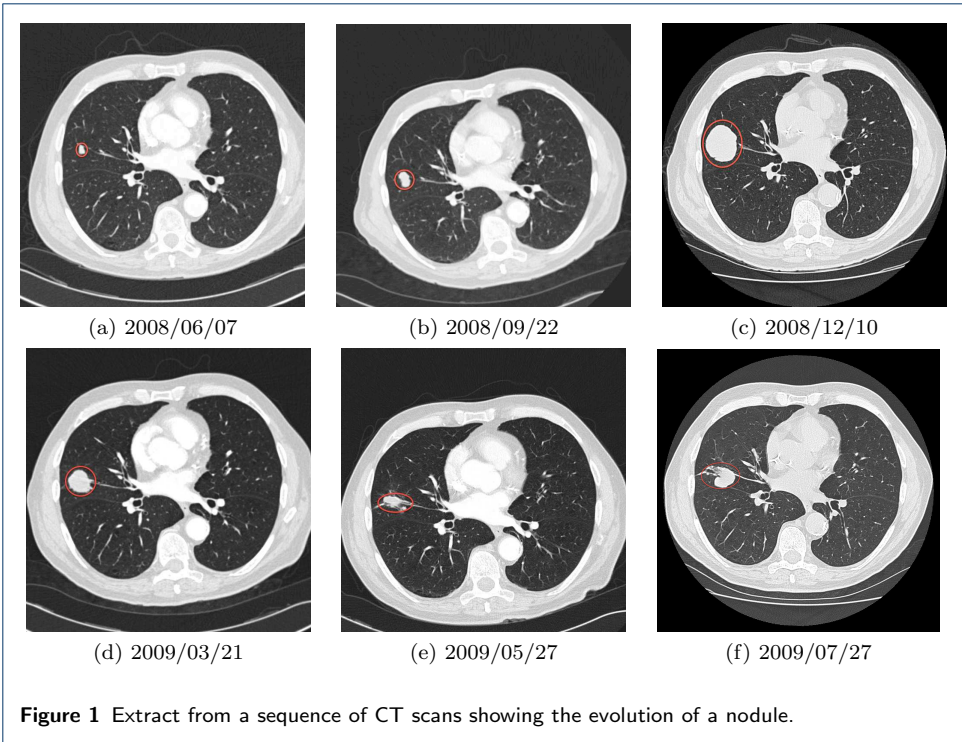 (a) 2008/06/07
(b) 2008/09/22
(c) 2008/12/10
(d) 2009/03/21
(e) 2009/05/27
(f) 2009/07/27
Figure 1 Extract from a sequence of CT scans showing the evolution of a nodule.